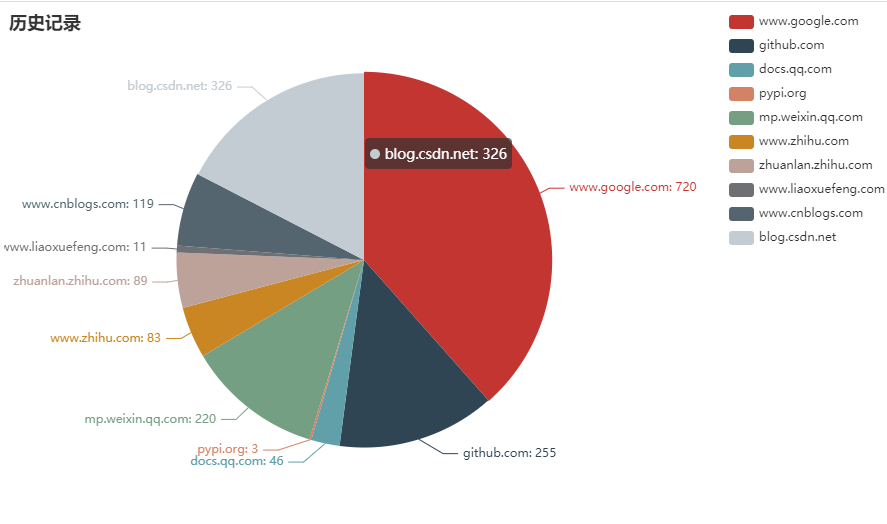 历史记录
www.google.com
github.com
docs.qq.com
pypi.org
mp.weixin.qq.com
www.zhihu.com
zhuanlan.zhihu.com
www.liaoxuefeng.com
www.cnblogs.com
blog.csdn.net
blog.csdn.net: 326
blog.csdn.net: 326
www.google.com: 720
www.cnblogs.com: 119
www.liaoxuefeng.com: 11
zhuanlan.zhihu.com: 89
www.zhihu.com: 83
mp.weixin.qq.com: 220
pypi.org: 3
docs.qq.com: 46
github.com: 255